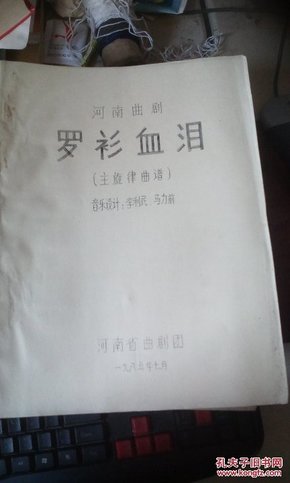 河南曲剧
罗衫血泪
(主旋律曲谱)
音乐设计:李利民 马力
河南省曲剧团
一九八五年七月
孔夫子旧书网